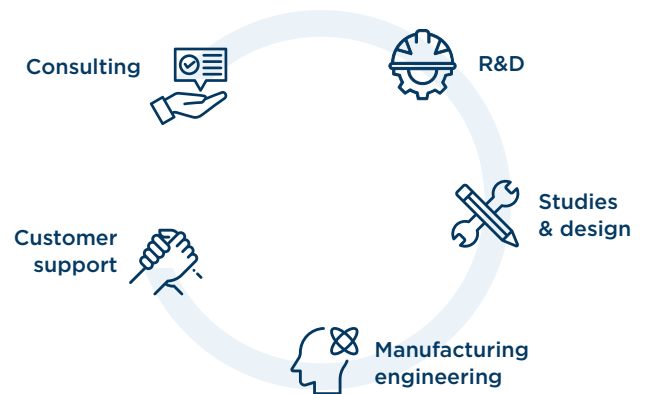 Consulting
R&D
Studies
& design
Manufacturing
engineering
Customer
support